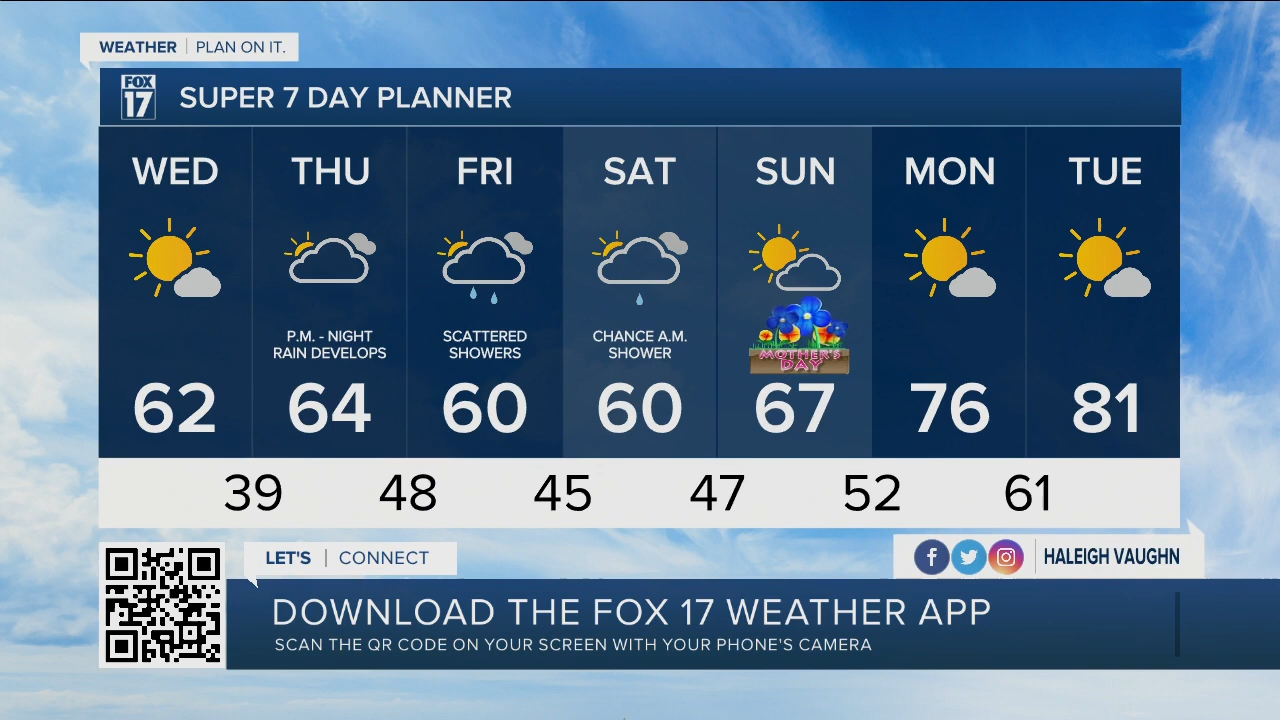 WEATHER | PLAN ON IT.
FOX
17
SUPER 7 DAY PLANNER
WED THU FRI SAT SUN MON TUE
P.M. - NIGHT
RAIN DEVELOPS
SCATTERED
SHOWERS
CHANCE A.M.
SHOWER
MOTHER'S
DAY
62 64 60 60 67 76 81
39 48 45 47 52 61
LET'S | CONNECT
HALEIGH VAUGHN
DOWNLOAD THE FOX 17 WEATHER APP
SCAN THE QR CODE ON YOUR SCREEN WITH YOUR PHONE'S CAMERA